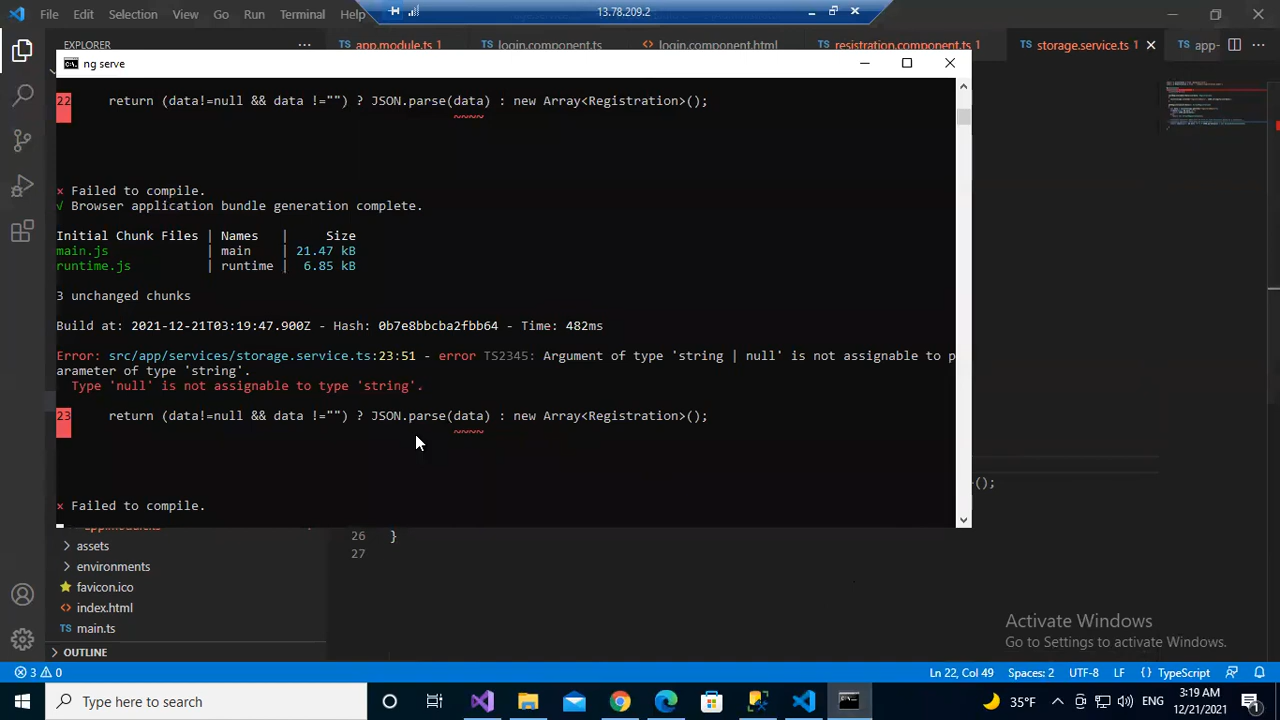 File Edit Selection View Go Run Terminal Help
13.78.209.2
EXPLORER
app.module.ts 1
login.component.ts
login.component.html
resistration.component.ts 1
storage.service.ts 1
app-
ng serve
22 return (data!=null && data !="") ? JSON.parse(data) : new Array<Registration>();
~~~~
× Failed to compile.
√ Browser application bundle generation complete.
Initial Chunk Files | Names | Size
main.js | main | 21.47 kB
runtime.js | runtime | 6.85 kB
3 unchanged chunks
Build at: 2021-12-21T03:19:47.900Z - Hash: 0b7e8bbcba2fbb64 - Time: 482ms
Error: src/app/services/storage.service.ts:23:51 - error TS2345: Argument of type 'string | null' is not assignable to p
arameter of type 'string'.
Type 'null' is not assignable to type 'string'.
23 return (data!=null && data !="") ? JSON.parse(data) : new Array<Registration>();
~~~~
>();
× Failed to compile.
26 }
assets
27
environments
favicon.ico
index.html
main.ts
OUTLINE
Activate Windows
Go to Settings to activate Windows.
3 0
Ln 22, Col 49 Spaces: 2 UTF-8 LF {} TypeScript
Type here to search
35°F ENG 3:19 AM
12/21/2021
1